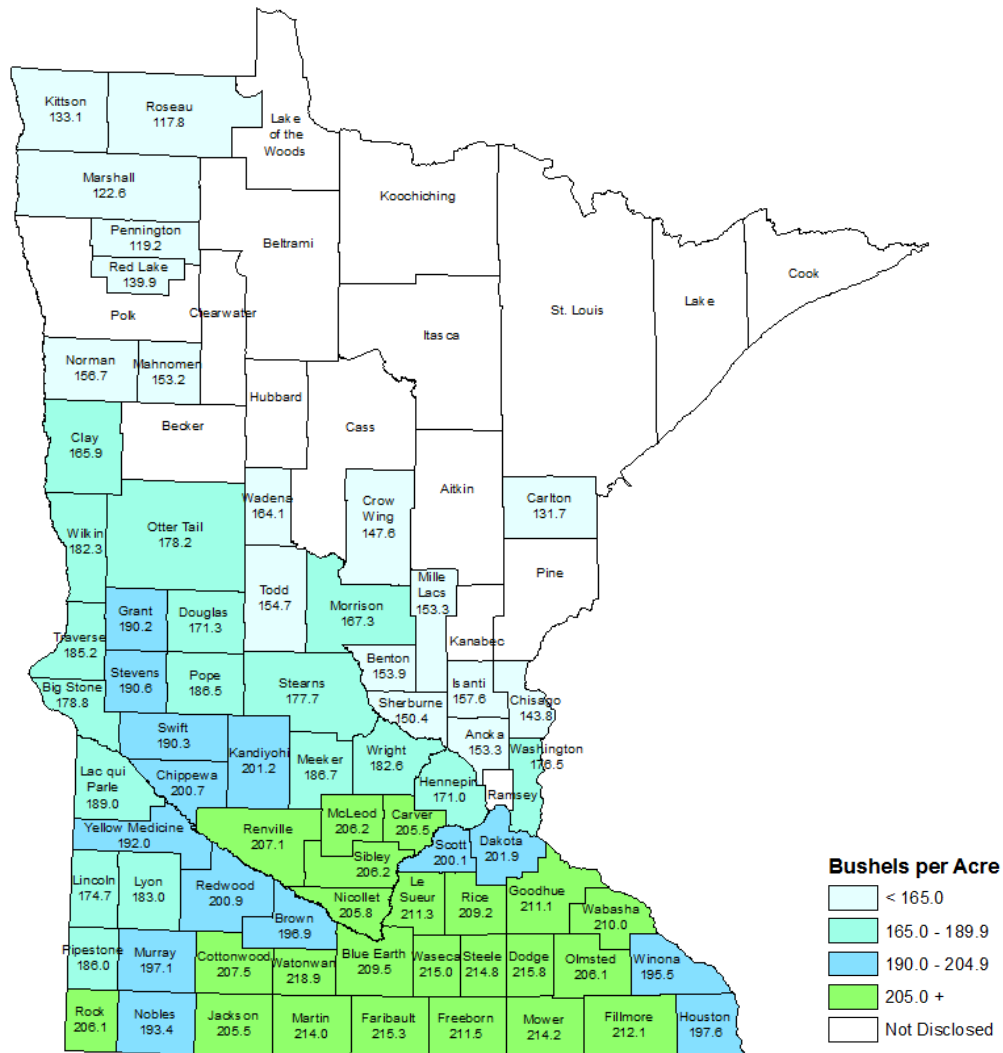 Kittson
133.1
Roseau
117.8
Lake
of the
Woods
Marshall
122.6
Koochiching
Pennington
119.2
Beltrami
Red Lake
139.9
Cook
Lake
St. Louis
Polk
Clearwater
Itasca
Norman
156.7
Mahnomen
153.2
Hubbard
Becker
Cass
Clay
165.9
Aitkin
Wadena
164.1
Crow
Wing
147.6
Carlton
131.7
Otter Tail
178.2
Wilkin
182.3
Pine
Mille
Lacs
153.3
Todd
154.7
Morrison
167.3
Grant
190.2
Douglas
171.3
Traverse
185.2
Kanabec
Benton
153.9
Stevens
190.6
Pope
186.5
Stearns
177.7
Isanti
157.6
Big Stone
178.8
Chisago
143.8
Sherburne
150.4
Swift
190.3
Anoka
153.3
Kandiyohi
201.2
Meeker
186.7
Wright
182.6
Washington
176.5
Lac qui
Parle
189.0
Chippewa
200.7
Hennepin
171.0
Ramsey
McLeod
206.2
Carver
205.5
Renville
207.1
Yellow Medicine
192.0
Scott
200.1
Dakota
201.9
Sibley
206.2
Lincoln
174.7
Lyon
183.0
Redwood
200.9
Nicollet
205.8
Le
Sueur
211.3
Rice
209.2
Goodhue
211.1
Wabasha
210.0
Brown
196.9
Pipestone
186.0
Murray
197.1
Cottonwood
207.5
Watonwan
218.9
Blue Earth
209.5
Waseca
215.0
Steele
214.8
Dodge
215.8
Olmsted
206.1
Winona
195.5
Rock
206.1
Nobles
193.4
Jackson
205.5
Martin
214.0
Faribault
215.3
Freeborn
211.5
Mower
214.2
Fillmore
212.1
Houston
197.6
Bushels per Acre
< 165.0
165.0 - 189.9
190.0 - 204.9
205.0 +
Not Disclosed